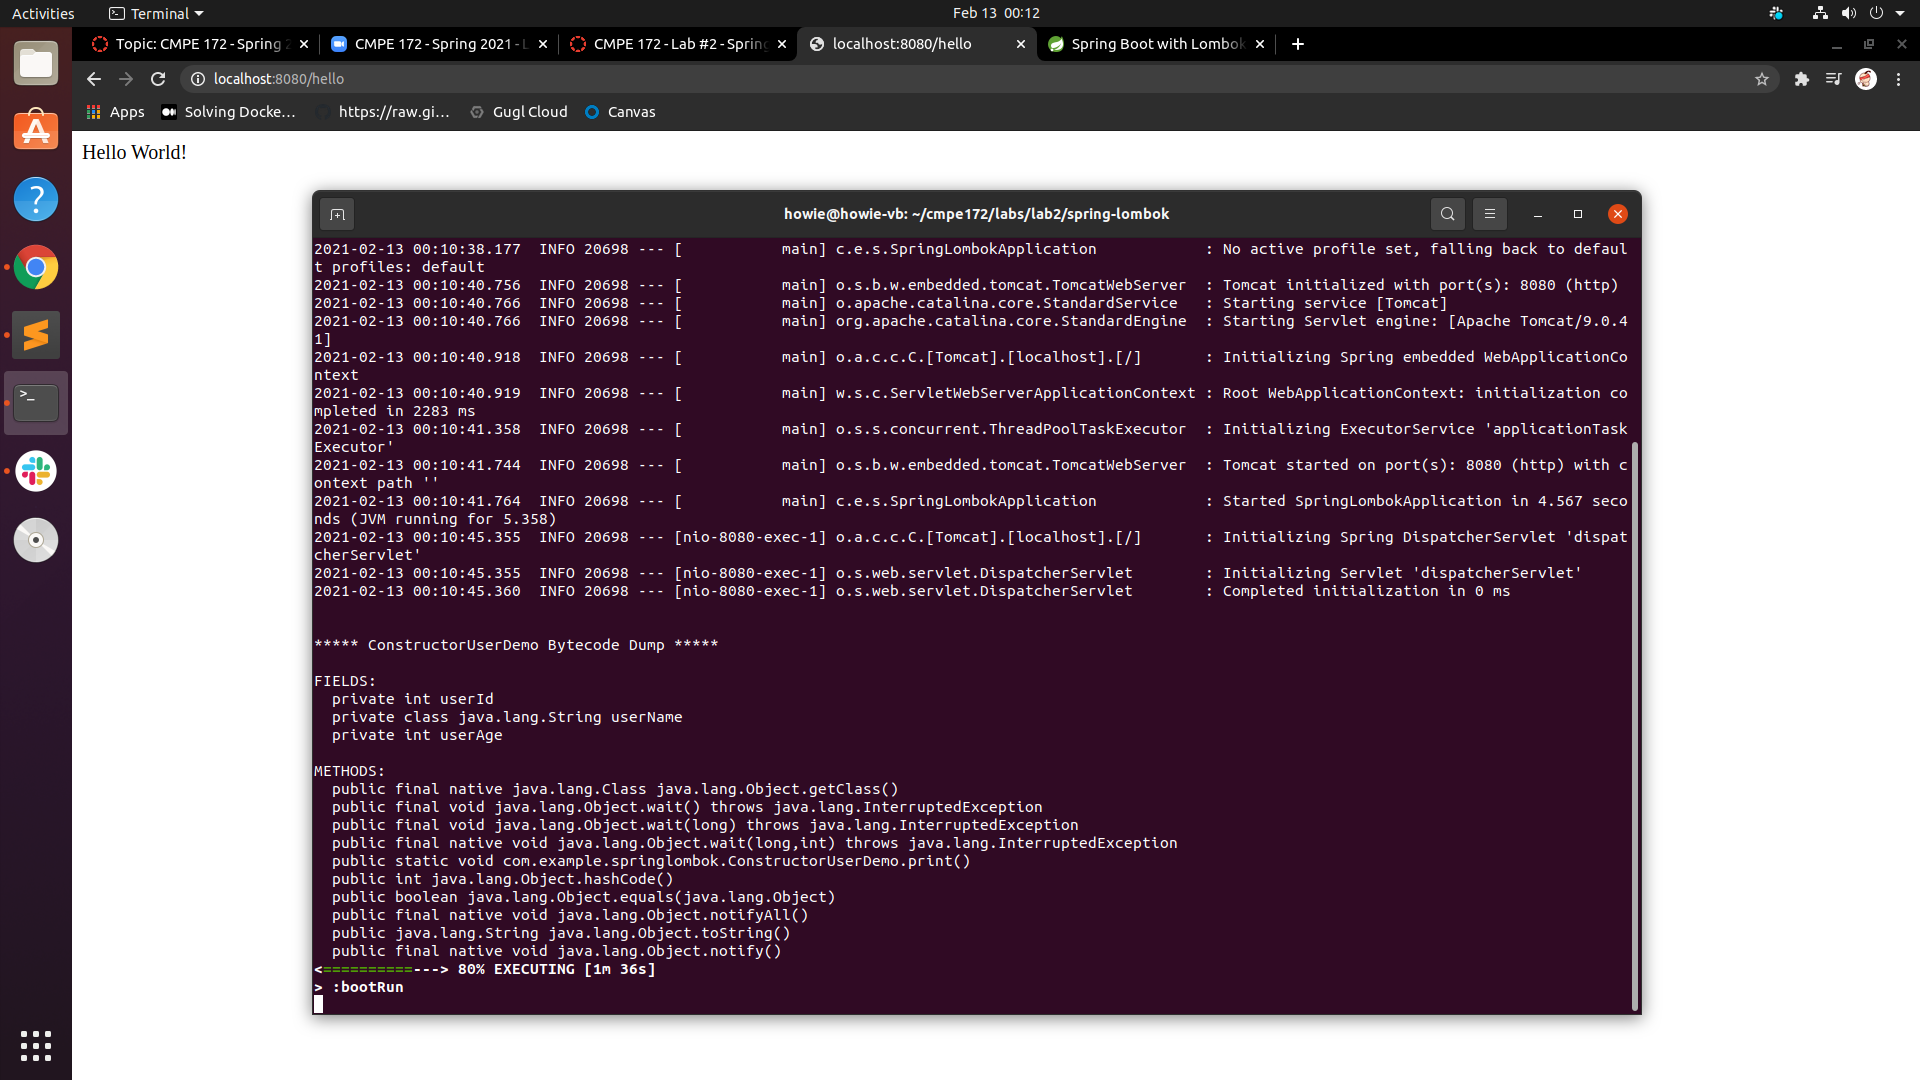 Activities
Terminal
Feb 13 00:12
Topic: CMPE 172 - Spring 2
CMPE 172 - Spring 2021 - L
CMPE 172 - Lab #2 - Spring
localhost:8080/hello
Spring Boot with Lombok
localhost:8080/hello
Apps
Solving Docke...
https://raw.gi...
Gugl Cloud
Canvas
Hello World!
howie@howie-vb: ~/cmpe172/labs/lab2/spring-lombok
2021-02-13 00:10:38.177  INFO 20698 --- [           main] c.e.s.SpringLombokApplication            : No active profile set, falling back to defaul
t profiles: default
2021-02-13 00:10:40.756  INFO 20698 --- [           main] o.s.b.w.embedded.tomcat.TomcatWebServer  : Tomcat initialized with port(s): 8080 (http)
2021-02-13 00:10:40.766  INFO 20698 --- [           main] o.apache.catalina.core.StandardService   : Starting service [Tomcat]
2021-02-13 00:10:40.766  INFO 20698 --- [           main] org.apache.catalina.core.StandardEngine  : Starting Servlet engine: [Apache Tomcat/9.0.4
1]
2021-02-13 00:10:40.918  INFO 20698 --- [           main] o.a.c.c.C.[Tomcat].[localhost].[/]       : Initializing Spring embedded WebApplicationCo
ntext
2021-02-13 00:10:40.919  INFO 20698 --- [           main] w.s.c.ServletWebServerApplicationContext : Root WebApplicationContext: initialization co
mpleted in 2283 ms
2021-02-13 00:10:41.358  INFO 20698 --- [           main] o.s.s.concurrent.ThreadPoolTaskExecutor  : Initializing ExecutorService 'applicationTask
Executor'
2021-02-13 00:10:41.744  INFO 20698 --- [           main] o.s.b.w.embedded.tomcat.TomcatWebServer  : Tomcat started on port(s): 8080 (http) with c
ontext path ''
2021-02-13 00:10:41.764  INFO 20698 --- [           main] c.e.s.SpringLombokApplication            : Started SpringLombokApplication in 4.567 seco
nds (JVM running for 5.358)
2021-02-13 00:10:45.355  INFO 20698 --- [nio-8080-exec-1] o.a.c.c.C.[Tomcat].[localhost].[/]       : Initializing Spring DispatcherServlet 'dispat
cherServlet'
2021-02-13 00:10:45.355  INFO 20698 --- [nio-8080-exec-1] o.s.web.servlet.DispatcherServlet        : Initializing Servlet 'dispatcherServlet'
2021-02-13 00:10:45.360  INFO 20698 --- [nio-8080-exec-1] o.s.web.servlet.DispatcherServlet        : Completed initialization in 0 ms
***** ConstructorUserDemo Bytecode Dump *****
FIELDS:
  private int userId
  private class java.lang.String userName
  private int userAge
METHODS:
  public final native java.lang.Class java.lang.Object.getClass()
  public final void java.lang.Object.wait() throws java.lang.InterruptedException
  public final void java.lang.Object.wait(long) throws java.lang.InterruptedException
  public final native void java.lang.Object.wait(long,int) throws java.lang.InterruptedException
  public static void com.example.springlombok.ConstructorUserDemo.print()
  public int java.lang.Object.hashCode()
  public boolean java.lang.Object.equals(java.lang.Object)
  public final native void java.lang.Object.notifyAll()
  public java.lang.String java.lang.Object.toString()
  public final native void java.lang.Object.notify()
<==========---> 80% EXECUTING [1m 36s]
> :bootRun